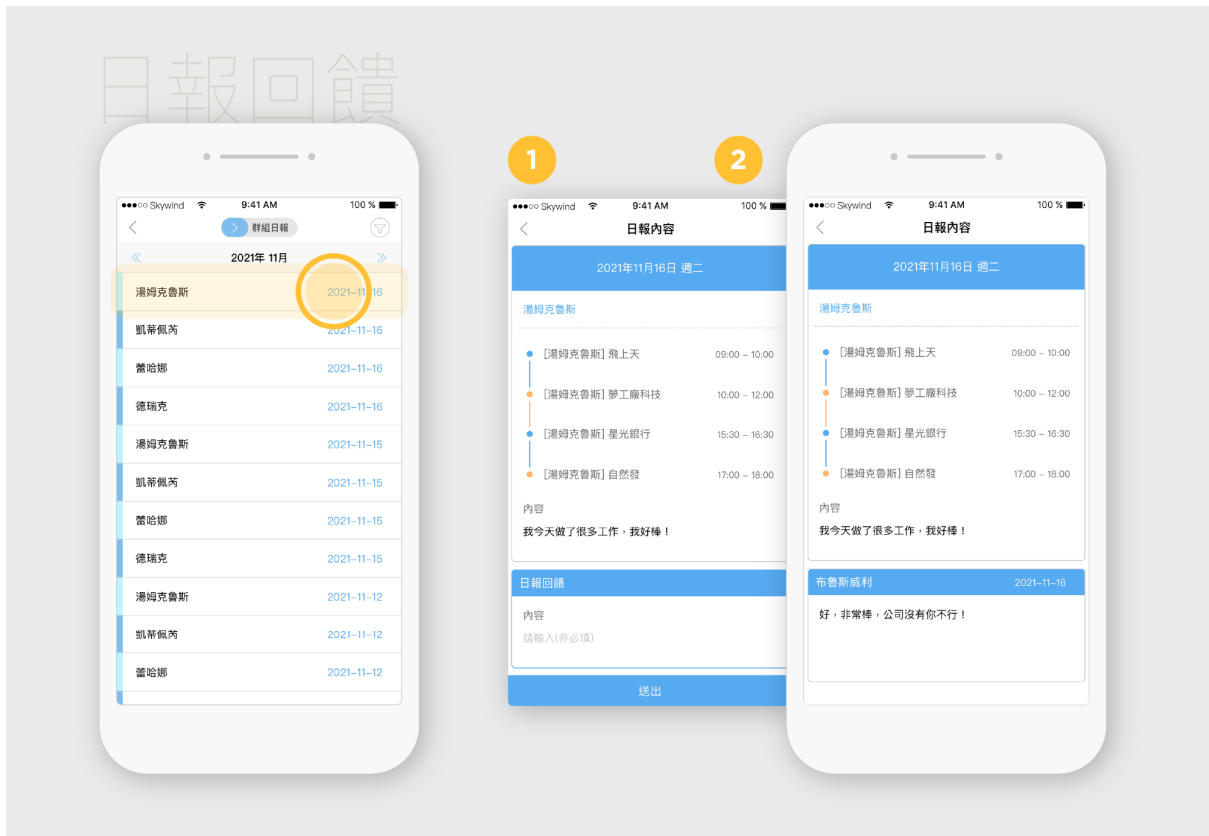 日報回饋
Skywind 9:41 AM 100 %
群組日報
2021年 11月
湯姆克魯斯 2021-11-16
凱蒂佩芮 2021-11-16
蕾哈娜 2021-11-16
德瑞克 2021-11-16
湯姆克魯斯 2021-11-15
凱蒂佩芮 2021-11-15
蕾哈娜 2021-11-15
德瑞克 2021-11-15
湯姆克魯斯 2021-11-12
凱蒂佩芮 2021-11-12
蕾哈娜 2021-11-12
1
Skywind 9:41 AM 100 %
日報內容
2021年11月16日 週二
湯姆克魯斯
[湯姆克魯斯] 飛上天 09:00 – 10:00
[湯姆克魯斯] 夢工廠科技 10:00 – 12:00
[湯姆克魯斯] 星光銀行 15:30 – 16:30
[湯姆克魯斯] 自然發 17:00 – 18:00
內容
我今天做了很多工作，我好棒！
日報回饋
內容
請輸入(非必填)
送出
2
Skywind 9:41 AM 100 %
日報內容
2021年11月16日 週二
湯姆克魯斯
[湯姆克魯斯] 飛上天 09:00 – 10:00
[湯姆克魯斯] 夢工廠科技 10:00 – 12:00
[湯姆克魯斯] 星光銀行 15:30 – 16:30
[湯姆克魯斯] 自然發 17:00 – 18:00
內容
我今天做了很多工作，我好棒！
布魯斯威利 2021-11-16
好，非常棒，公司沒有你不行！